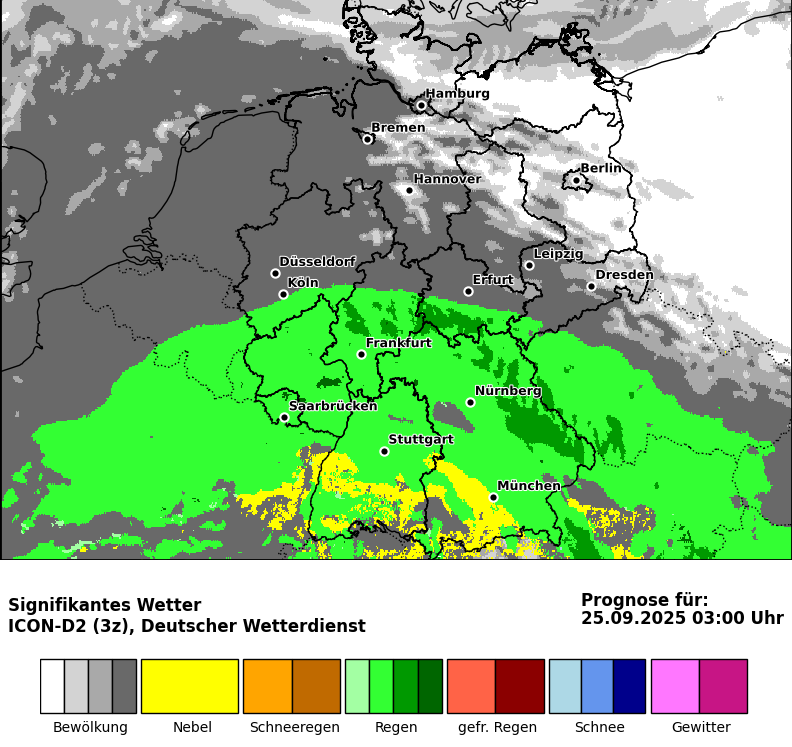 Hamburg
Bremen
Berlin
Hannover
Leipzig
Düsseldorf
Dresden
Köln
Erfurt
Frankfurt
Nürnberg
Saarbrücken
Stuttgart
München
Signifikantes Wetter
ICON-D2 (3z), Deutscher Wetterdienst
Prognose für:
25.09.2025 03:00 Uhr
Bewölkung Nebel Schneeregen Regen gefr. Regen Schnee Gewitter